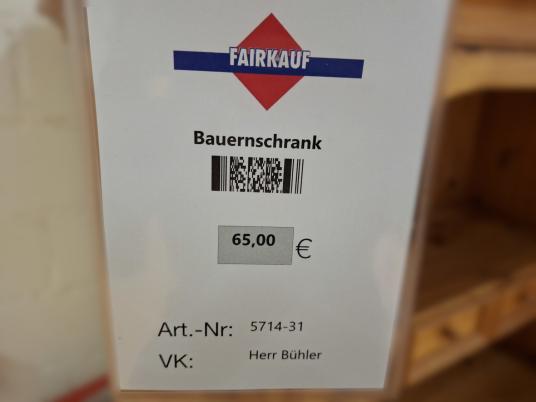 FAIRKAUF
Bauernschrank
65,00 €
Art.-Nr: 5714-31
VK: Herr Bühler